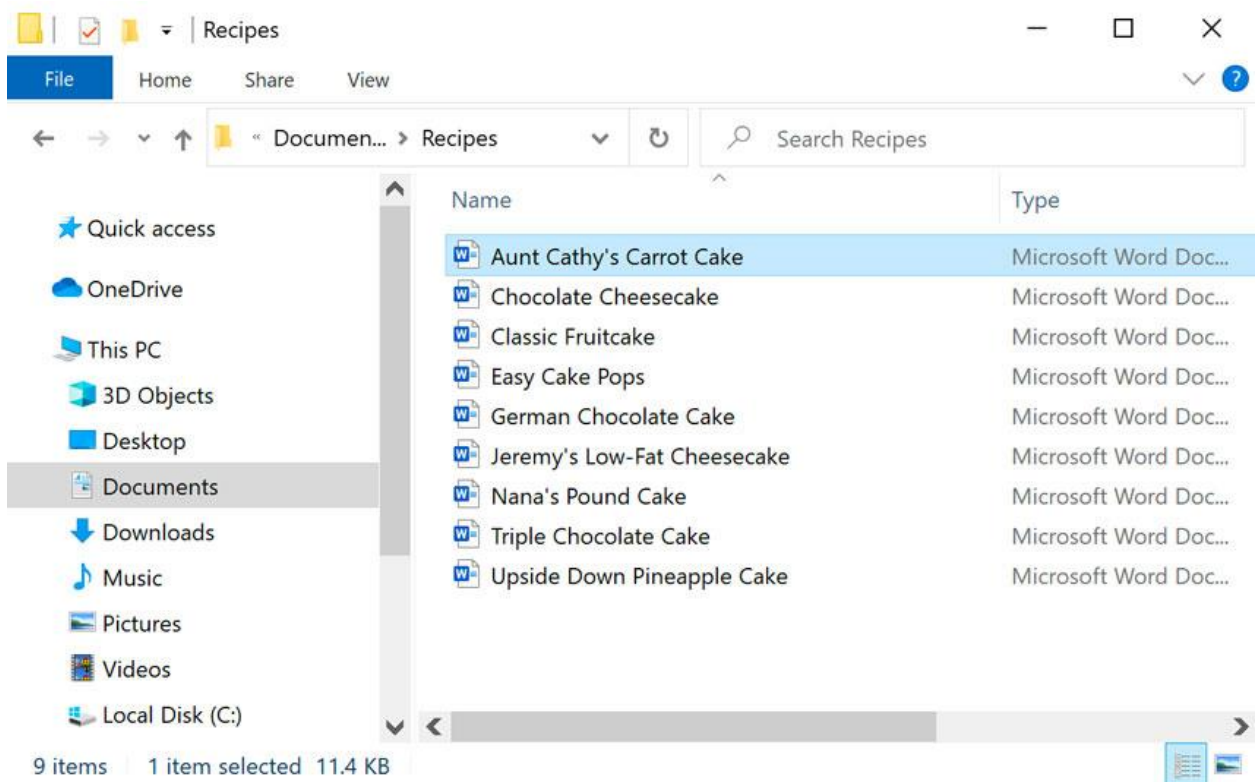 Recipes
File Home Share View
« Documen... > Recipes Search Recipes
Name Type
Quick access
OneDrive
This PC
3D Objects
Desktop
Documents
Downloads
Music
Pictures
Videos
Local Disk (C:)
Aunt Cathy's Carrot Cake Microsoft Word Doc...
Chocolate Cheesecake Microsoft Word Doc...
Classic Fruitcake Microsoft Word Doc...
Easy Cake Pops Microsoft Word Doc...
German Chocolate Cake Microsoft Word Doc...
Jeremy's Low-Fat Cheesecake Microsoft Word Doc...
Nana's Pound Cake Microsoft Word Doc...
Triple Chocolate Cake Microsoft Word Doc...
Upside Down Pineapple Cake Microsoft Word Doc...
9 items 1 item selected 11.4 KB